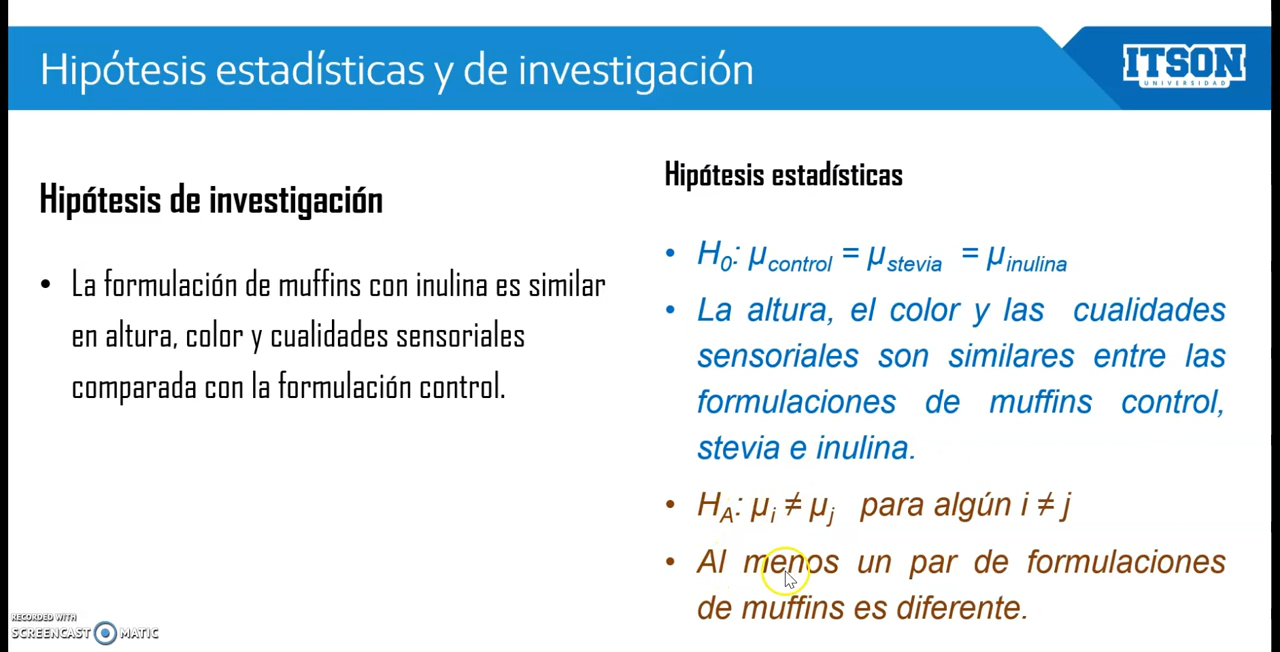 Hipótesis estadísticas y de investigación
ITSON
UNIVERSIDAD
Hipótesis de investigación
• La formulación de muffins con inulina es similar
en altura, color y cualidades sensoriales
comparada con la formulación control.
Hipótesis estadísticas
• H₀: μcontrol = μstevia = μinulina
• La altura, el color y las cualidades
sensoriales son similares entre las
formulaciones de muffins control,
stevia e inulina.
• H_A: μᵢ ≠ μⱼ para algún i ≠ j
• Al menos un par de formulaciones
de muffins es diferente.
RECORDED WITH
SCREENCAST MATIC